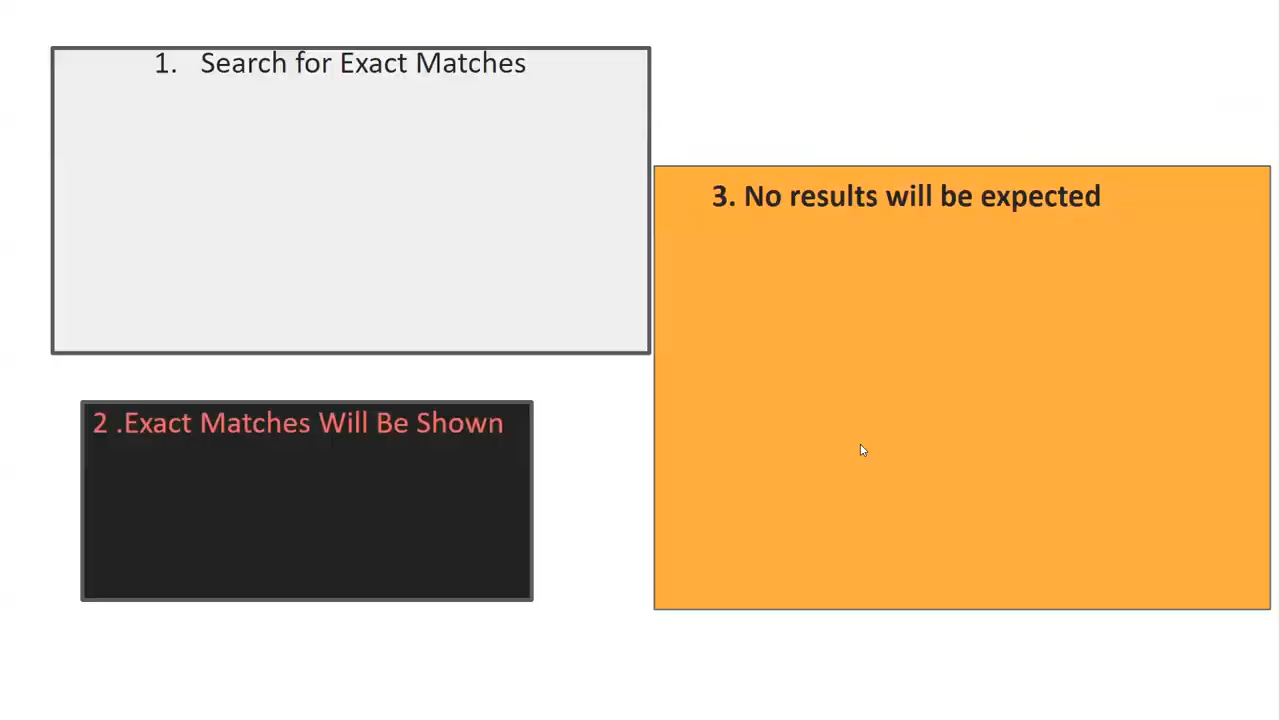 1. Search for Exact Matches
2 .Exact Matches Will Be Shown
3. No results will be expected